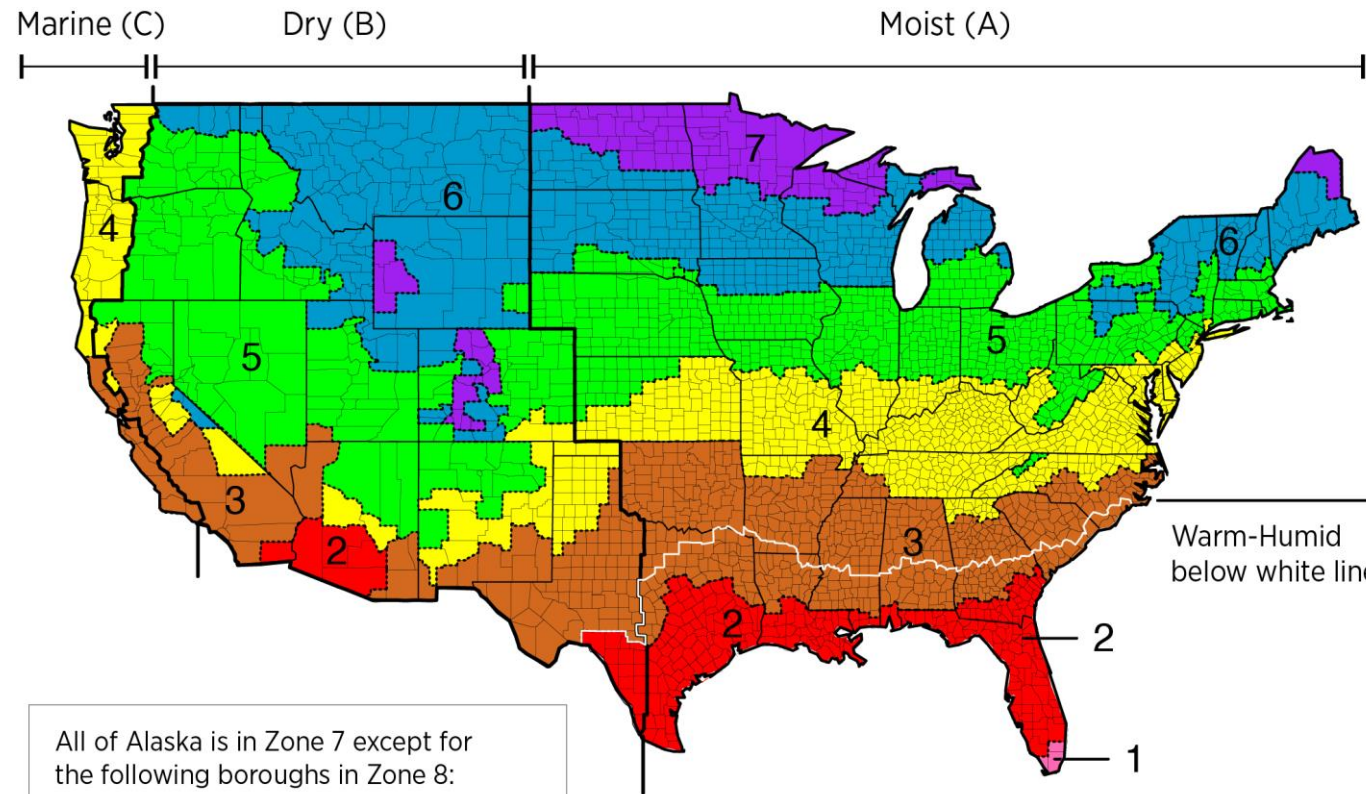 Marine (C)
Dry (B)
Moist (A)
7
6
4
6
5
5
4
3
3
2
Warm-Humid
below white line
2
2
1
All of Alaska is in Zone 7 except for
the following boroughs in Zone 8: